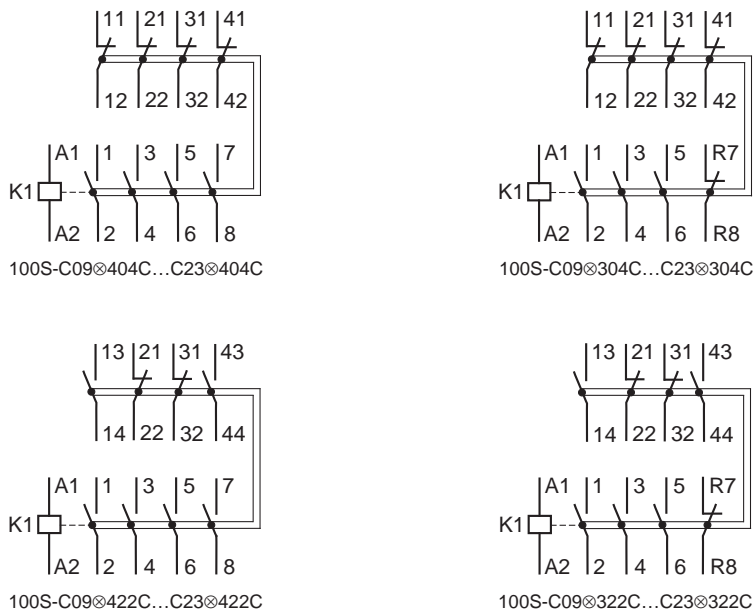 11 21 31 41
12 22 32 42
A1 1 3 5 7
K1
A2 2 4 6 8
100S-C09⊗404C…C23⊗404C
11 21 31 41
12 22 32 42
A1 1 3 5 R7
K1
A2 2 4 6 R8
100S-C09⊗304C…C23⊗304C
13 21 31 43
14 22 32 44
A1 1 3 5 7
K1
A2 2 4 6 8
100S-C09⊗422C…C23⊗422C
13 21 31 43
14 22 32 44
A1 1 3 5 R7
K1
A2 2 4 6 R8
100S-C09⊗322C…C23⊗322C